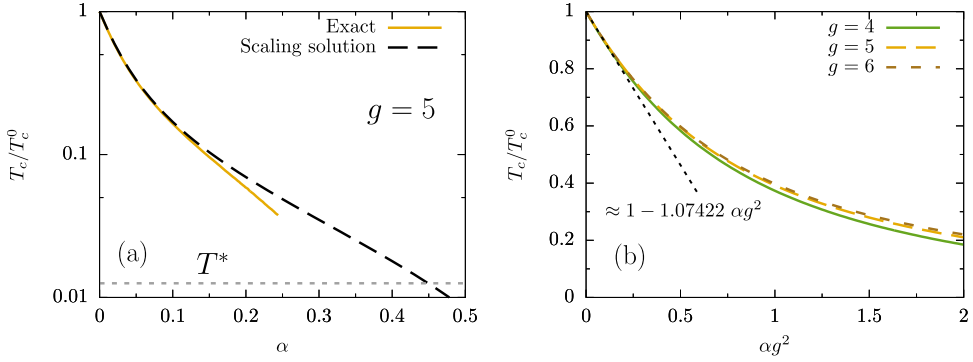 1
0.1
0.01
T_c/T_c^0
0
0.1
0.2
0.3
0.4
0.5
α
Exact
Scaling solution
g = 5
(a)
T*
1
0.8
0.6
0.4
0.2
0
T_c/T_c^0
0
0.5
1
1.5
2
αg²
g = 4
g = 5
g = 6
≈ 1 − 1.07422 αg²
(b)